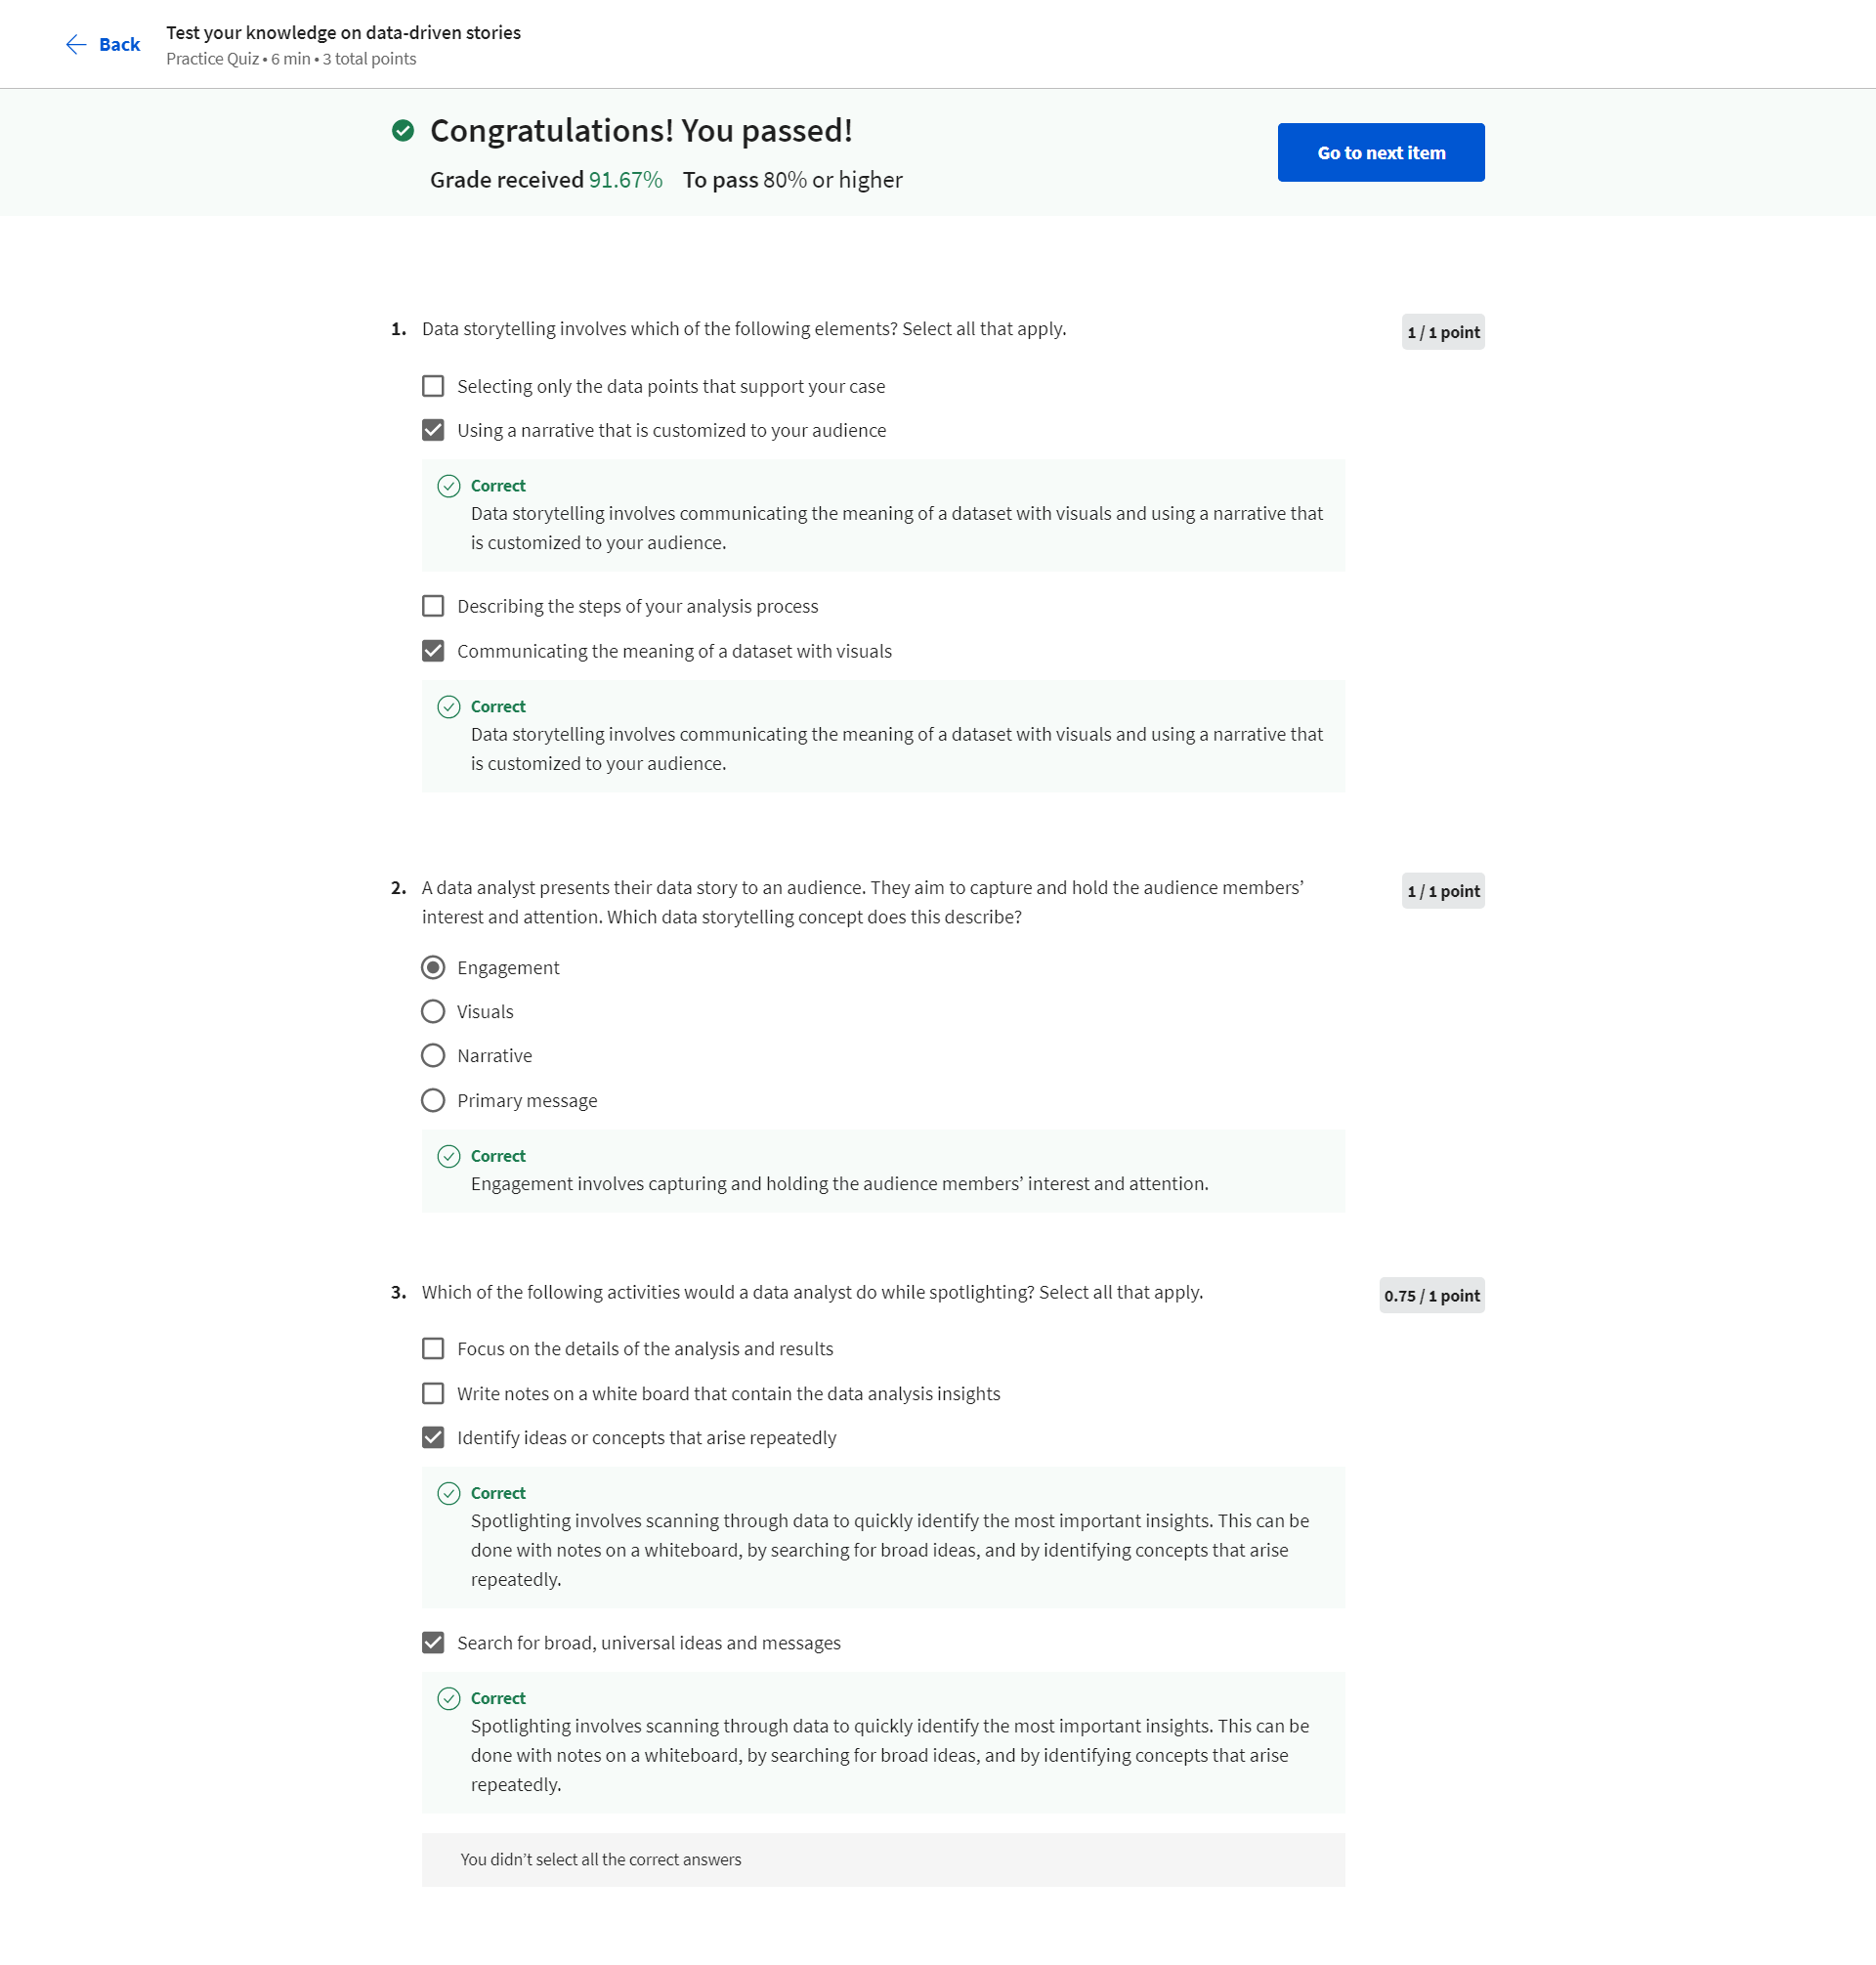 Back
Test your knowledge on data-driven stories
Practice Quiz • 6 min • 3 total points
Congratulations! You passed!
Grade received 91.67% To pass 80% or higher
Go to next item
1. Data storytelling involves which of the following elements? Select all that apply.
1 / 1 point
Selecting only the data points that support your case
Using a narrative that is customized to your audience
Correct
Data storytelling involves communicating the meaning of a dataset with visuals and using a narrative that
is customized to your audience.
Describing the steps of your analysis process
Communicating the meaning of a dataset with visuals
Correct
Data storytelling involves communicating the meaning of a dataset with visuals and using a narrative that
is customized to your audience.
2. A data analyst presents their data story to an audience. They aim to capture and hold the audience members’
interest and attention. Which data storytelling concept does this describe?
1 / 1 point
Engagement
Visuals
Narrative
Primary message
Correct
Engagement involves capturing and holding the audience members’ interest and attention.
3. Which of the following activities would a data analyst do while spotlighting? Select all that apply.
0.75 / 1 point
Focus on the details of the analysis and results
Write notes on a white board that contain the data analysis insights
Identify ideas or concepts that arise repeatedly
Correct
Spotlighting involves scanning through data to quickly identify the most important insights. This can be
done with notes on a whiteboard, by searching for broad ideas, and by identifying concepts that arise
repeatedly.
Search for broad, universal ideas and messages
Correct
Spotlighting involves scanning through data to quickly identify the most important insights. This can be
done with notes on a whiteboard, by searching for broad ideas, and by identifying concepts that arise
repeatedly.
You didn’t select all the correct answers